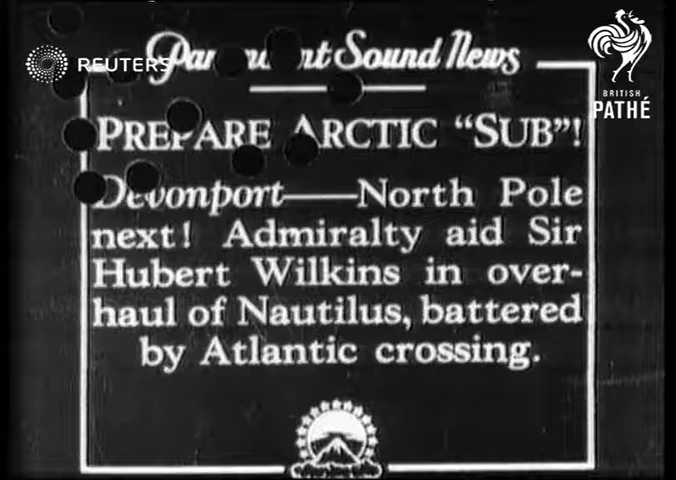 Paramount Sound News
REUTERS
BRITISH
PATHÉ
PREPARE ARCTIC “SUB”!
Devonport—North Pole
next! Admiralty aid Sir
Hubert Wilkins in over-
haul of Nautilus, battered
by Atlantic crossing.